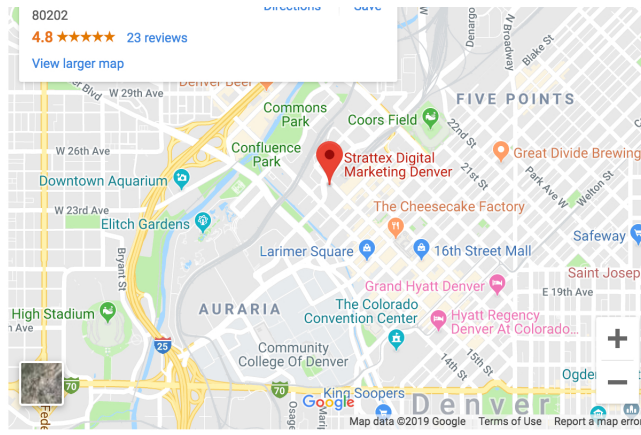 80202
Directions
Save
4.8
23 reviews
View larger map
N Broadway
Blake St
W 29th Ave
Denver Beer
Commons
Park
FIVE POINTS
Coors Field
22nd St
Confluence
Park
W 26th Ave
Strattex Digital
Marketing Denver
Great Divide Brewing
21st St
Downtown Aquarium
Park Ave W
Welton St
W 23rd Ave
The Cheesecake Factory
Elitch Gardens
Safeway
Larimer Square
16th Street Mall
Bryant St
Saint Josep
Grand Hyatt Denver
E 19th Ave
The Colorado
Convention Center
AURARIA
High Stadium
Hyatt Regency
Denver At Colorado...
n Ave
25
Community
College Of Denver
14th St
15th St
70
70
King Soopers
Google
Denver
Map data ©2019 Google
Terms of Use
Report a map error